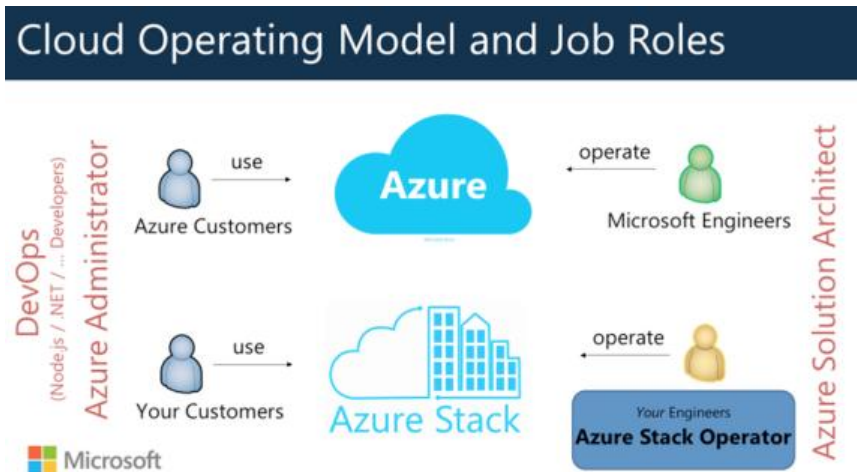 Cloud Operating Model and Job Roles
DevOps
(Node.js / .NET / ... Developers)
Azure Administrator
use
Azure Customers
Azure
operate
Microsoft Engineers
use
Your Customers
Azure Stack
operate
Your Engineers
Azure Stack Operator
Azure Solution Architect
Microsoft